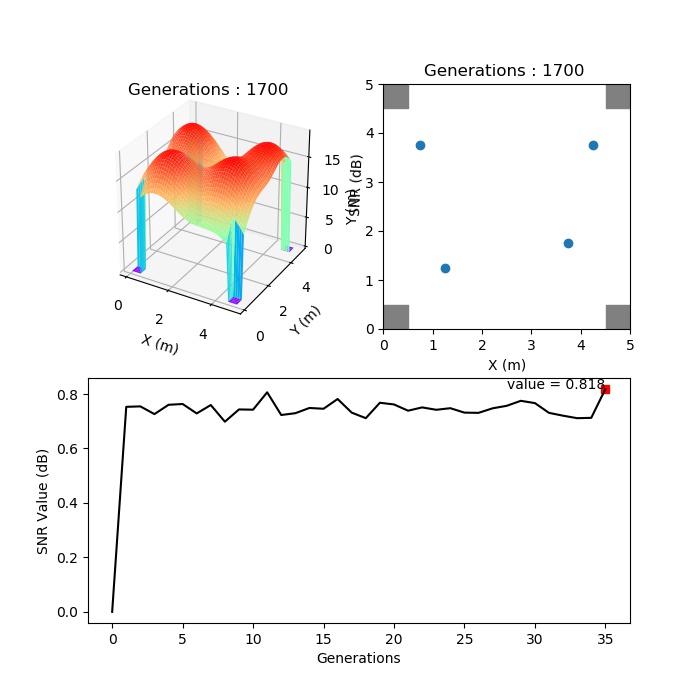 Generations : 1700
15
10
5
0
SNR (dB)
0
2
4
X (m)
0
2
4
Y (m)
Generations : 1700
5
4
3
2
1
0
Y (m)
0 1 2 3 4 5
X (m)
value = 0.818
0.8
0.6
0.4
0.2
0.0
SNR Value (dB)
0 5 10 15 20 25 30 35
Generations